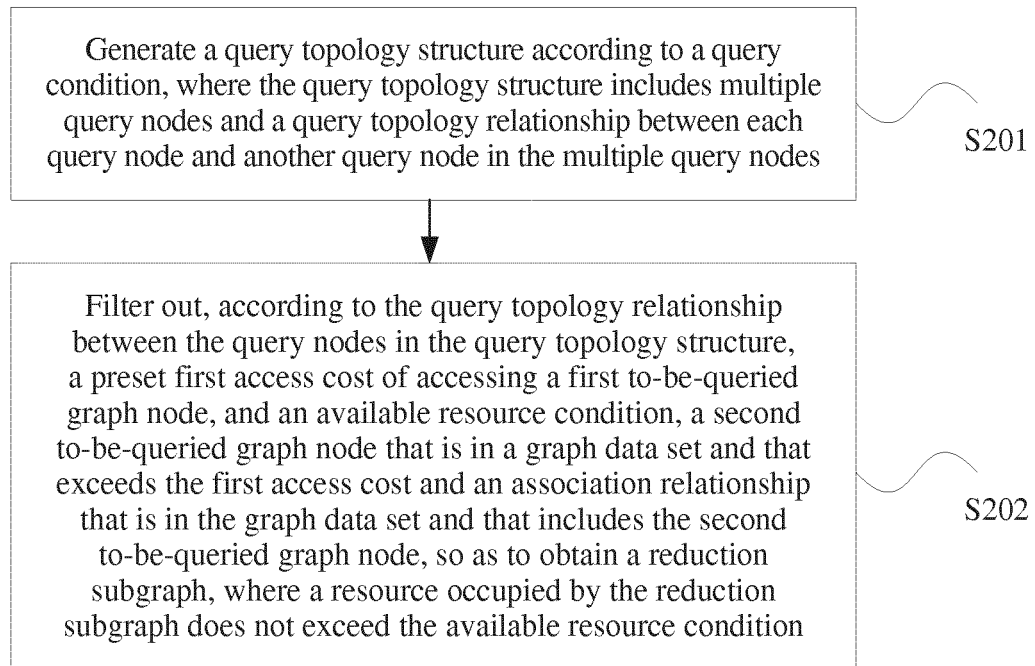 Generate a query topology structure according to a query
condition, where the query topology structure includes multiple
query nodes and a query topology relationship between each
query node and another query node in the multiple query nodes
S201
Filter out, according to the query topology relationship
between the query nodes in the query topology structure,
a preset first access cost of accessing a first to-be-queried
graph node, and an available resource condition, a second
to-be-queried graph node that is in a graph data set and that
exceeds the first access cost and an association relationship
that is in the graph data set and that includes the second
to-be-queried graph node, so as to obtain a reduction
subgraph, where a resource occupied by the reduction
subgraph does not exceed the available resource condition
S202